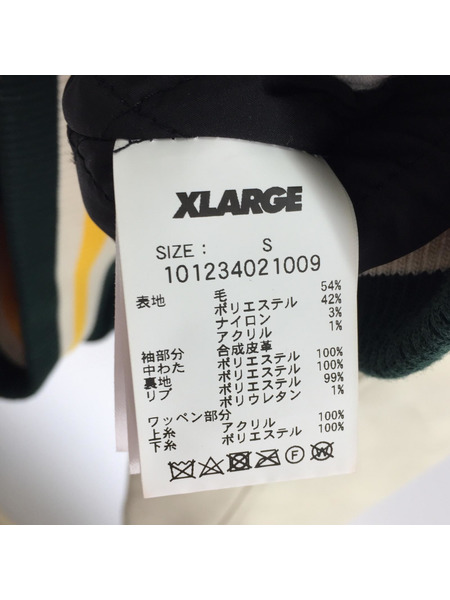 XLARGE
SIZE : S
101234021009
表地 毛 54%
ポリエステル 42%
ナイロン 3%
アクリル 1%
袖部分 合成皮革
中わた ポリエステル 100%
裏地 ポリエステル 100%
リブ ポリエステル 99%
ポリウレタン 1%
ワッペン部分
上糸 アクリル 100%
下糸 ポリエステル 100%
F W